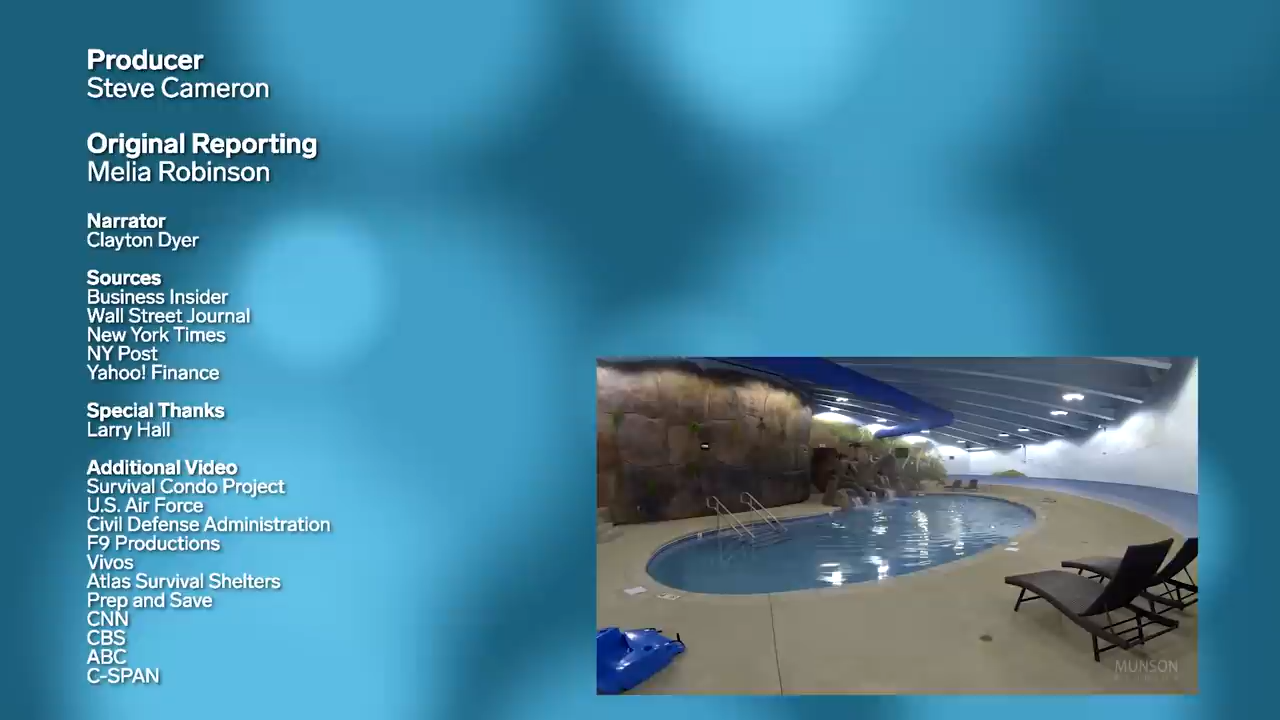 Producer
Steve Cameron
Original Reporting
Melia Robinson
Narrator
Clayton Dyer
Sources
Business Insider
Wall Street Journal
New York Times
NY Post
Yahoo! Finance
Special Thanks
Larry Hall
Additional Video
Survival Condo Project
U.S. Air Force
Civil Defense Administration
F9 Productions
Vivos
Atlas Survival Shelters
Prep and Save
CNN
CBS
ABC
C-SPAN
MUNSON